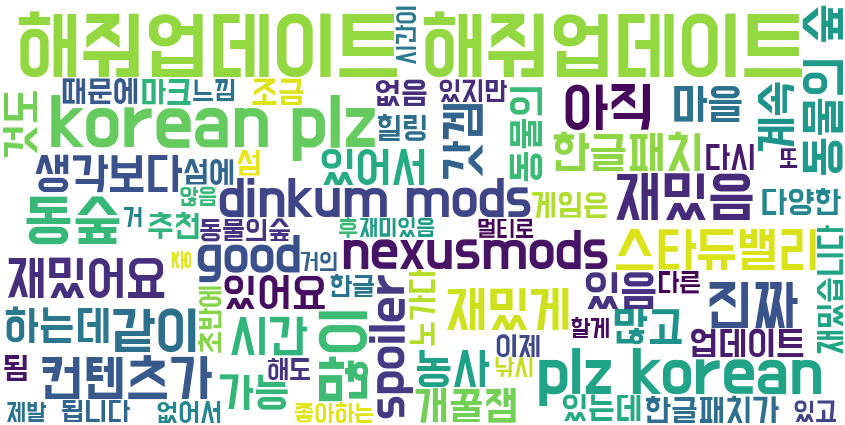 해줘업데이트 해줘업데이트
시간이
숲
때문에 마크 느낌 조금 없음 있지만
것도 korean plz 힐링 갓겜 동물인 아직 마을 계속 동물의
생각보다 섬에 섬 있어서 한글패치 다시 또
않음 dinkum mods 재밌음 다양한
동숲 거 추천 동물의숲 후 재미있음 멀티로 게임은
재밌어요 중 good 거의 nexusmods 스타듀밸리 재밌습니다
있어요 한글 spoiler 노가다 재밌게 있음 다른 진짜
하는데 같이 초반에 시간 많이 할게 많고
됨 컨텐츠가 가능 해도 농사 이제 낚시 업데이트
plz korean
제발 됩니다 없어서 좋아하는 개꿀잼 있는데 한글패치가 있고